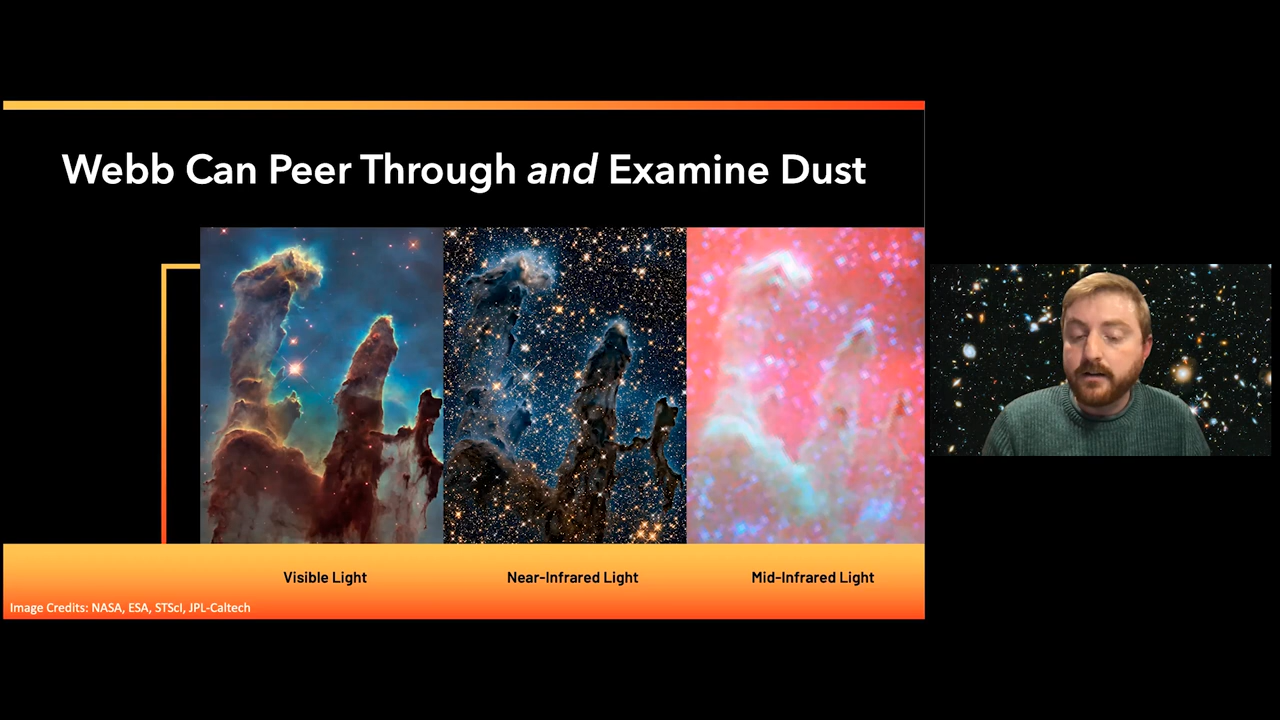 Webb Can Peer Through and Examine Dust
Visible Light
Near-Infrared Light
Mid-Infrared Light
Image Credits: NASA, ESA, STScI, JPL-Caltech